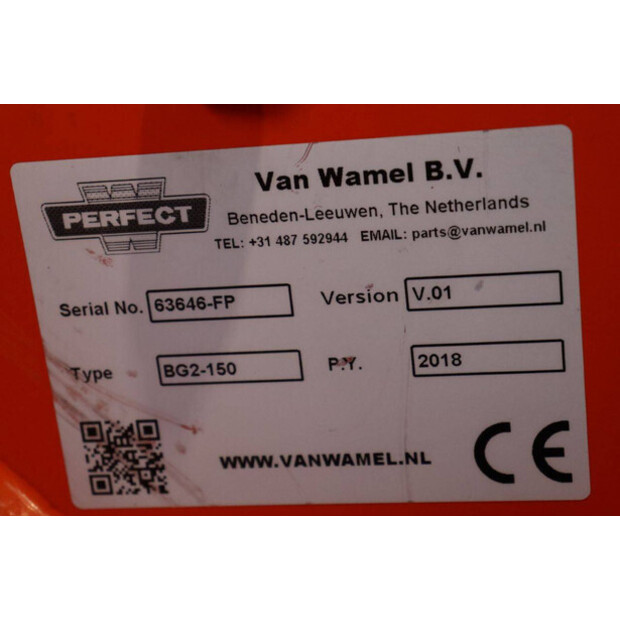 PERFECT
Van Wamel B.V.
Beneden-Leeuwen, The Netherlands
TEL: +31 487 592944 EMAIL: parts@vanwamel.nl
Serial No. 63646-FP Version V.01
Type BG2-150 P.Y. 2018
WWW.VANWAMEL.NL CE